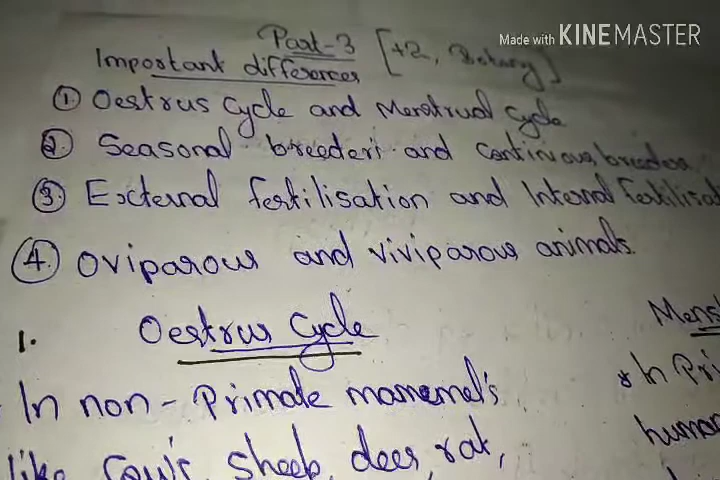 Made with KINEMASTER
Part-3 [+2, Botany]
Important differences
① Oestrus cycle and Menstrual cycle
② Seasonal breeders and continuous breeders
③ External fertilisation and Internal fertilisat
④ Oviparous and viviparous animals.
1. Oestrus Cycle Mens
In non-Primate mammal's * In Pri
like Cow's, sheep, deer, rat, human